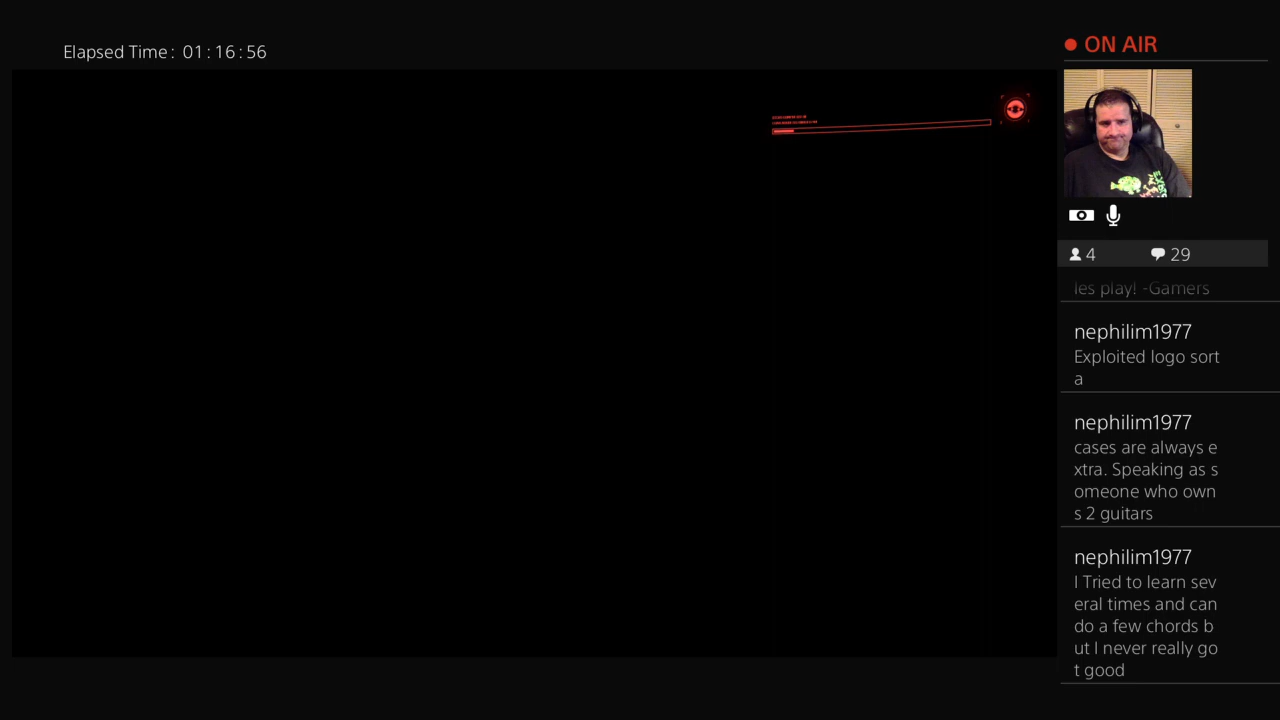 Elapsed Time: 01:16:56
ON AIR
4 29
les play! -Gamers
nephilim1977
Exploited logo sort
a
nephilim1977
cases are always e
xtra. Speaking as s
omeone who own
s 2 guitars
nephilim1977
I Tried to learn sev
eral times and can
do a few chords b
ut I never really go
t good